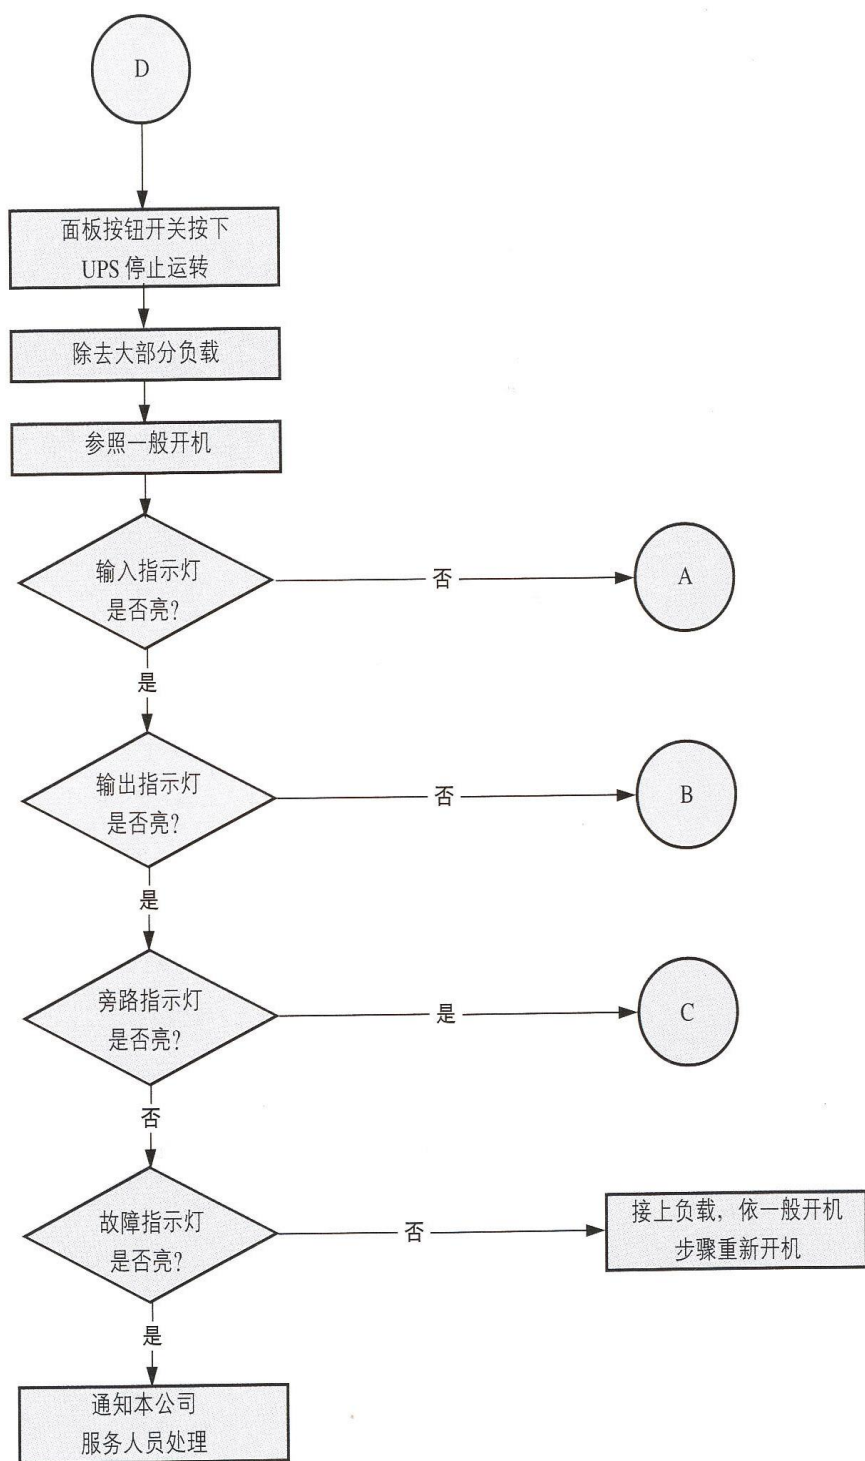 D
面板按钮开关按下
UPS 停止运转
除去大部分负载
参照一般开机
输入指示灯
是否亮?
否
A
是
输出指示灯
是否亮?
否
B
是
旁路指示灯
是否亮?
是
C
否
故障指示灯
是否亮?
否
接上负载，依一般开机
步骤重新开机
是
通知本公司
服务人员处理